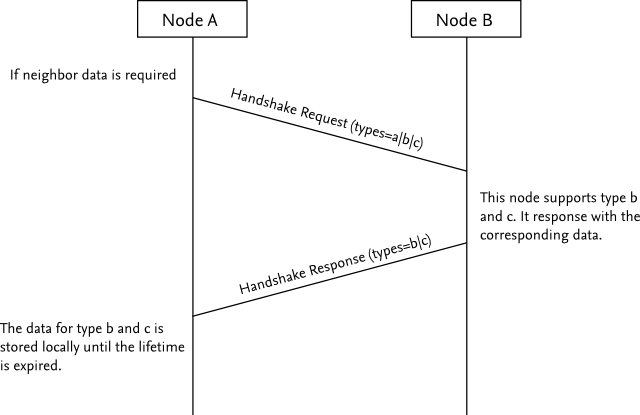 Node A
Node B
If neighbor data is required
Handshake Request (types=a|b|c)
This node supports type b
and c. It response with the
corresponding data.
Handshake Response (types=b|c)
The data for type b and c is
stored locally until the lifetime
is expired.